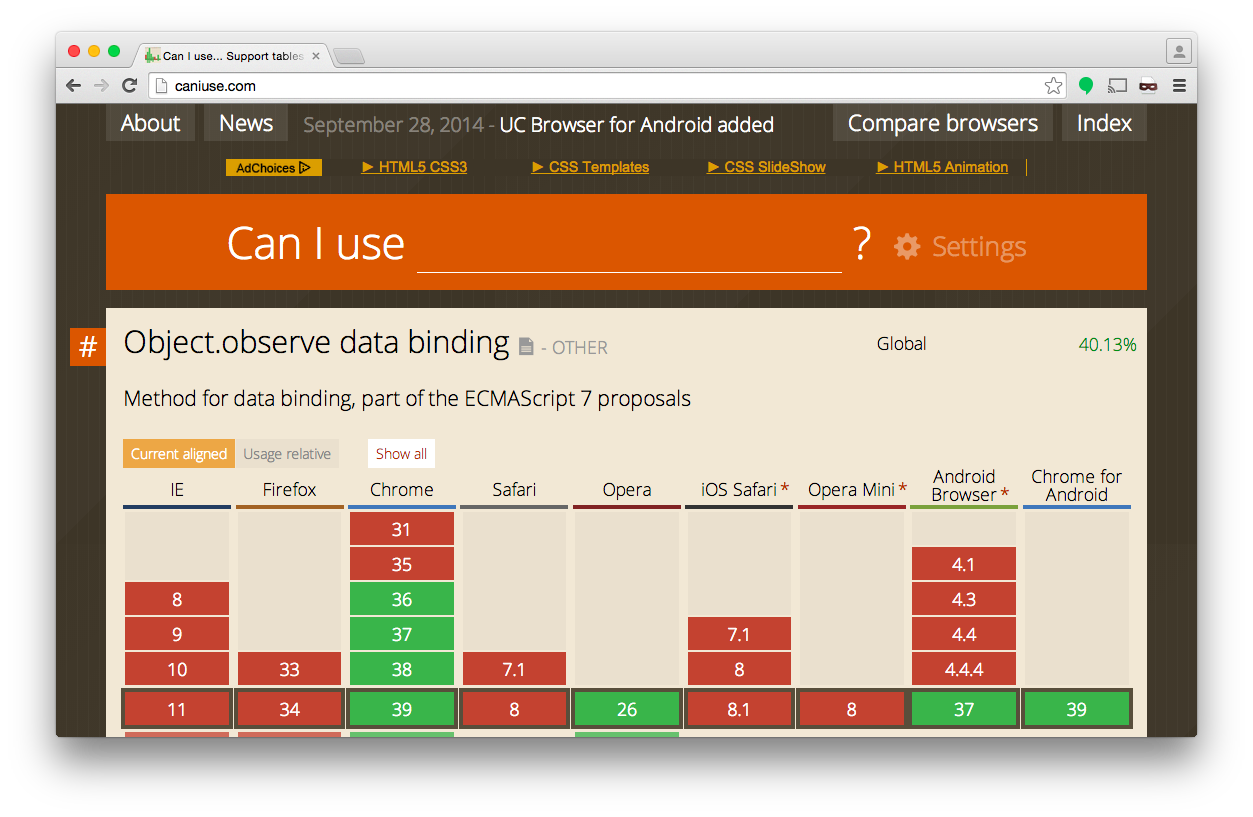 Can I use... Support tables
caniuse.com
About News September 28, 2014 - UC Browser for Android added Compare browsers Index
AdChoices ▶ HTML5 CSS3 ▶ CSS Templates ▶ CSS SlideShow ▶ HTML5 Animation
Can I use ? Settings
# Object.observe data binding - OTHER Global 40.13%
Method for data binding, part of the ECMAScript 7 proposals
Current aligned Usage relative Show all
IE Firefox Chrome Safari Opera iOS Safari * Opera Mini * Android Browser * Chrome for Android
31
35 4.1
8 36 4.3
9 37 7.1 4.4
10 33 38 7.1 8 4.4.4
11 34 39 8 26 8.1 8 37 39